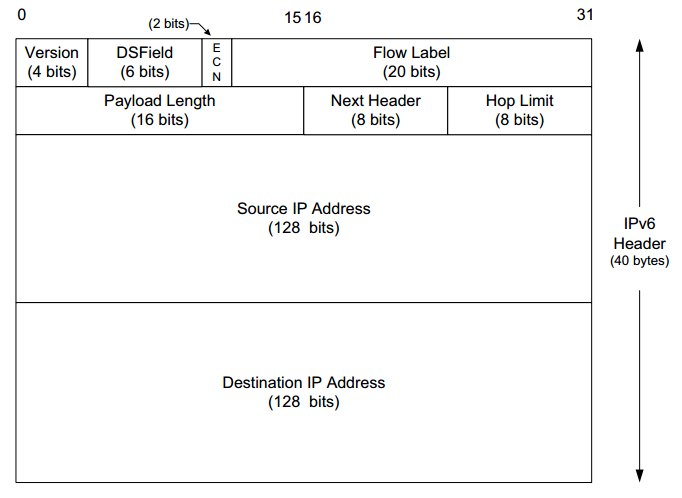 0 (2 bits) 15 16 31
Version DSField E C N Flow Label
(4 bits) (6 bits) (20 bits)
Payload Length Next Header Hop Limit
(16 bits) (8 bits) (8 bits)
Source IP Address
(128 bits)
IPv6
Header
(40 bytes)
Destination IP Address
(128 bits)